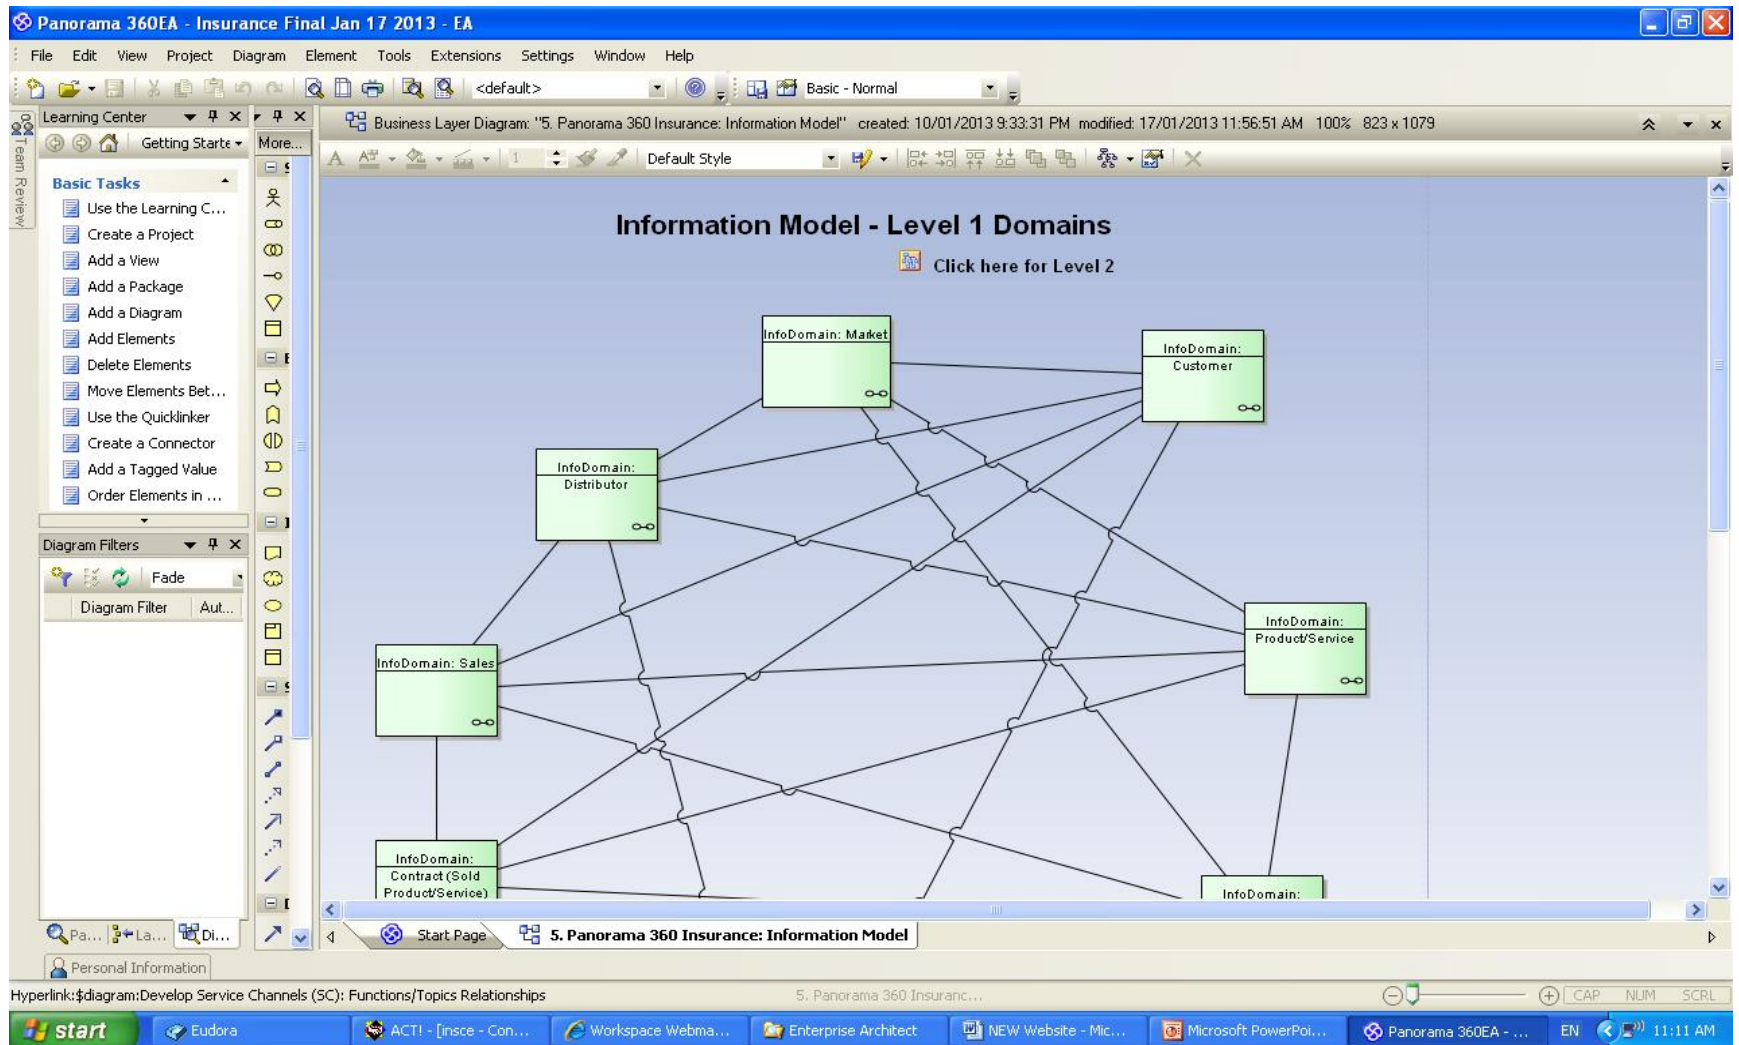 Panorama 360EA - Insurance Final Jan 17 2013 - EA
File Edit View Project Diagram Element Tools Extensions Settings Window Help
<default> Basic - Normal
Team Review
Learning Center
Getting Starte
More...
Basic Tasks
Use the Learning C...
Create a Project
Add a View
Add a Package
Add a Diagram
Add Elements
Delete Elements
Move Elements Bet...
Use the Quicklinker
Create a Connector
Add a Tagged Value
Order Elements in ...
Diagram Filters
Fade
Diagram Filter Aut...
Pa... La... Di...
Personal Information
Business Layer Diagram: "5. Panorama 360 Insurance: Information Model" created: 10/01/2013 9:33:31 PM modified: 17/01/2013 11:56:51 AM 100% 823 x 1079
1 Default Style
Information Model - Level 1 Domains
Click here for Level 2
InfoDomain: Market
InfoDomain:
Customer
InfoDomain:
Distributor
InfoDomain:
Product/Service
InfoDomain: Sales
InfoDomain:
Contract (Sold
Product/Service)
InfoDomain:
Start Page 5. Panorama 360 Insurance: Information Model
Hyperlink:$diagram:Develop Service Channels (SC): Functions/Topics Relationships
5. Panorama 360 Insuranc...
CAP NUM SCRL
start Eudora ACT! - [insce - Con... Workspace Webma... Enterprise Architect NEW Website - Mic... Microsoft PowerPoi... Panorama 360EA - ... EN 11:11 AM